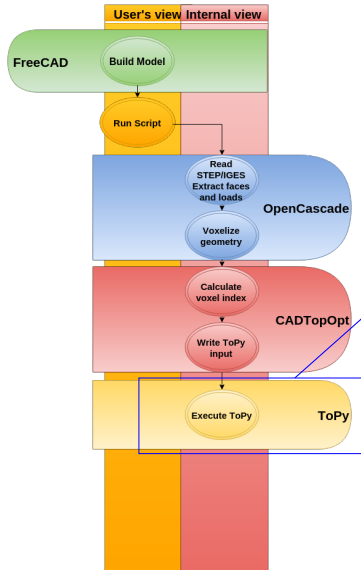 User's view Internal view
FreeCAD
Build Model
Run Script
Read
STEP/IGES
Extract faces
and loads
OpenCascade
Voxelize
geometry
Calculate
voxel index
CADTopOpt
Write ToPy
input
Execute ToPy
ToPy